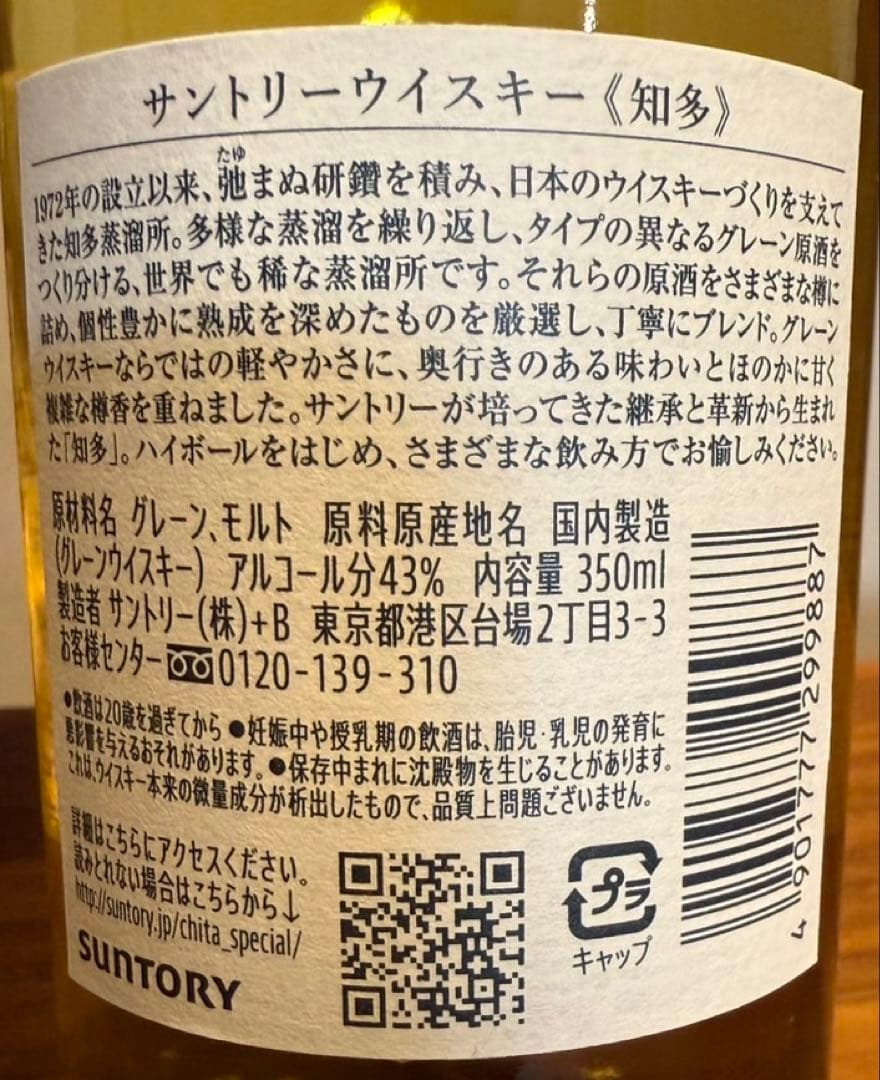 サントリーウイスキー《知多》
たゆ
1972年の設立以来、弛まぬ研鑽を積み、日本のウイスキーづくりを支えて
きた知多蒸溜所。多様な蒸溜を繰り返し、タイプの異なるグレーン原酒を
つくり分ける、世界でも稀な蒸溜所です。それらの原酒をさまざまな樽に
詰め、個性豊かに熟成を深めたものを厳選し、丁寧にブレンド。グレーン
ウイスキーならではの軽やかさに、奥行きのある味わいとほのかに甘く
複雑な樽香を重ねました。サントリーが培ってきた継承と革新から生まれ
た「知多」。ハイボールをはじめ、さまざまな飲み方でお愉しみください。
原材料名 グレーン、モルト 原料原産地名 国内製造
(グレーンウイスキー) アルコール分43% 内容量 350ml
製造者 サントリー(株)+B 東京都港区台場2丁目3-3
お客様センター 0120-139-310
●飲酒は20歳を過ぎてから ●妊娠中や授乳期の飲酒は、胎児・乳児の発育に
悪影響を与えるおそれがあります。●保存中まれに沈殿物を生じることがあります。
これは、ウイスキー本来の微量成分が析出したもので、品質上問題ございません。
詳細はこちらにアクセスください。
読みとれない場合はこちらから↓
http://suntory.jp/chita_special/
SUNTORY
プラ
キャップ
4 901777 299887